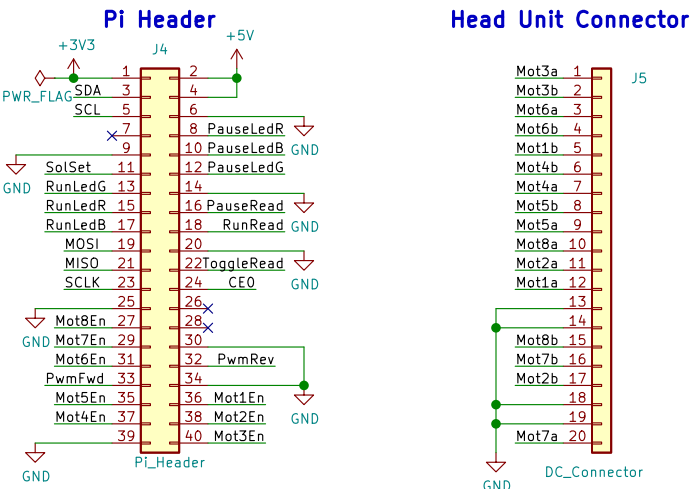 Pi Header
Head Unit Connector
+3V3
J4
+5V
J5
PWR_FLAG
1 2
SDA 3 4
SCL 5 6
GND
7 8 PauseLedR
9 10 PauseLedB
GND
SolSet 11 12 PauseLedG
RunLedG 13 14
RunLedR 15 16 PauseRead
GND
RunLedB 17 18 RunRead
MOSI 19 20
MISO 21 22 ToggleRead
GND
SCLK 23 24 CE0
25 26
GND
Mot8En 27 28
Mot7En 29 30
Mot6En 31 32 PwmRev
PwmFwd 33 34
Mot5En 35 36 Mot1En
GND
Mot4En 37 38 Mot2En
39 40 Mot3En
GND
Pi_Header
Mot3a 1
Mot3b 2
Mot6a 3
Mot6b 4
Mot1b 5
Mot4b 6
Mot4a 7
Mot5b 8
Mot5a 9
Mot8a 10
Mot2a 11
Mot1a 12
13
14
Mot8b 15
Mot7b 16
Mot2b 17
18
19
Mot7a 20
DC_Connector
GND